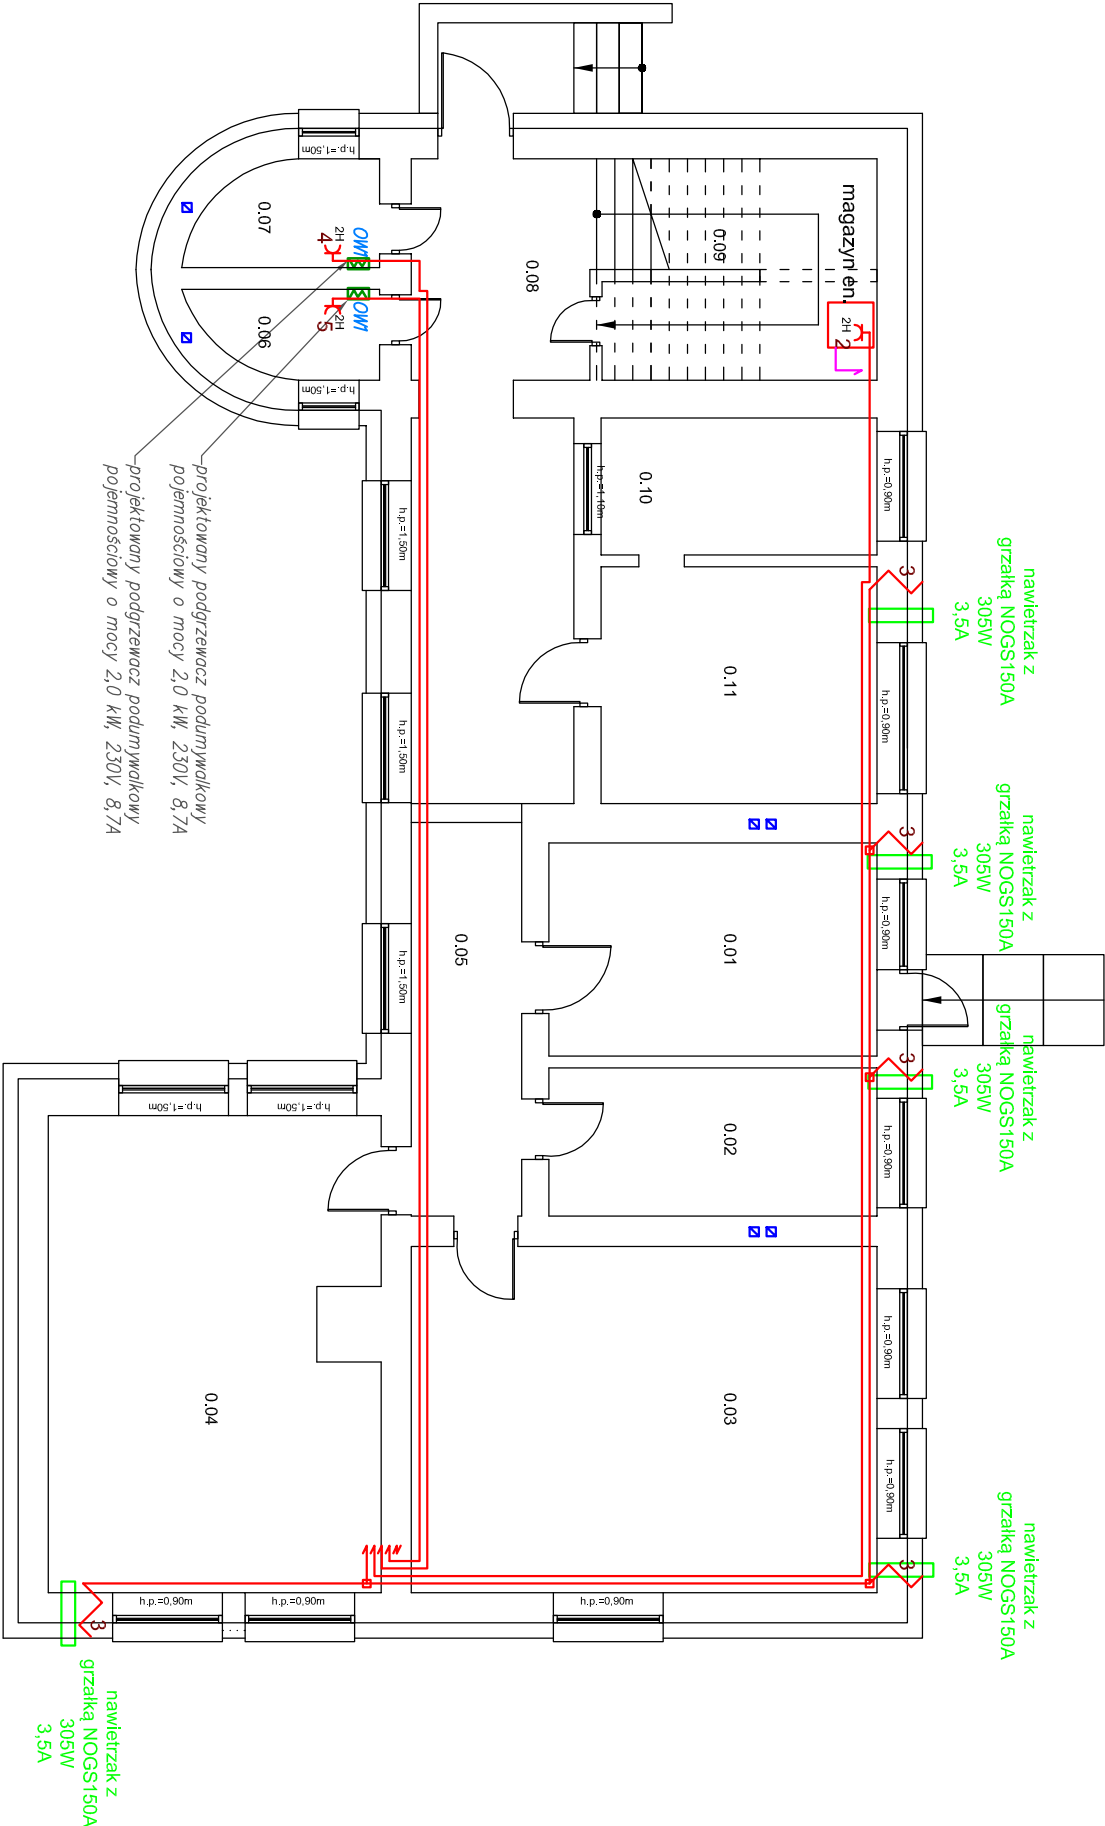 magazyn en.
0.09
2H
2
h.p.=1,50m
0.07
2H
4
OWI
0.08
2H
5
OWI
0.06
h.p.=1,50m
projektowany podgrzewacz podumywalkowy
pojemnościowy o mocy 2,0 kW, 230V, 8,7A
projektowany podgrzewacz podumywalkowy
pojemnościowy o mocy 2,0 kW, 230V, 8,7A
h.p.=0,90m
0.10
h.p.=1,10m
h.p.=1,50m
nawietrzak z
grzałką NOGS150A
305W
3,5A
3
h.p.=0,90m
0.11
h.p.=1,50m
nawietrzak z
grzałką NOGS150A
305W
3,5A
3
h.p.=0,90m
0.01
0.05
h.p.=1,50m
nawietrzak z
grzałką NOGS150A
305W
3,5A
3
h.p.=0,90m
0.02
h.p.=1,50m
h.p.=1,50m
h.p.=0,90m
0.03
0.04
h.p.=0,90m
nawietrzak z
grzałką NOGS150A
305W
3,5A
3
h.p.=0,90m
h.p.=0,90m
h.p.=0,90m
3
nawietrzak z
grzałką NOGS150A
305W
3,5A